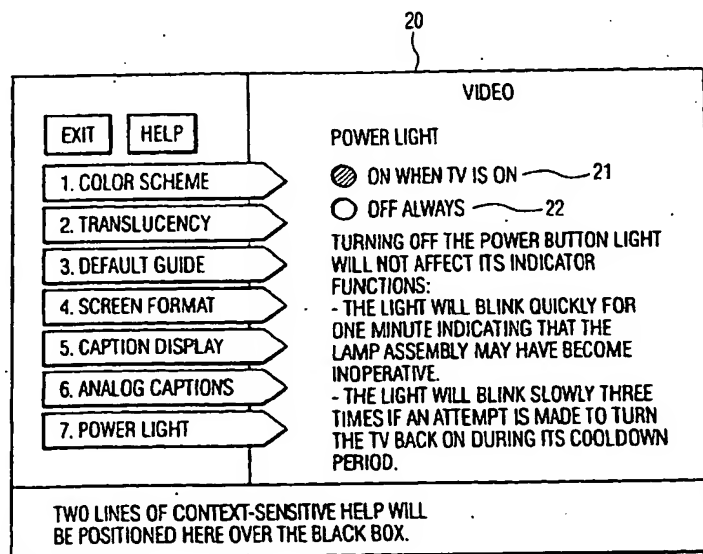 20
VIDEO
EXIT HELP
1. COLOR SCHEME
2. TRANSLUCENCY
3. DEFAULT GUIDE
4. SCREEN FORMAT
5. CAPTION DISPLAY
6. ANALOG CAPTIONS
7. POWER LIGHT
POWER LIGHT
ON WHEN TV IS ON 21
OFF ALWAYS 22
TURNING OFF THE POWER BUTTON LIGHT
WILL NOT AFFECT ITS INDICATOR
FUNCTIONS:
- THE LIGHT WILL BLINK QUICKLY FOR
ONE MINUTE INDICATING THAT THE
LAMP ASSEMBLY MAY HAVE BECOME
INOPERATIVE.
- THE LIGHT WILL BLINK SLOWLY THREE
TIMES IF AN ATTEMPT IS MADE TO TURN
THE TV BACK ON DURING ITS COOLDOWN
PERIOD.
TWO LINES OF CONTEXT-SENSITIVE HELP WILL
BE POSITIONED HERE OVER THE BLACK BOX.